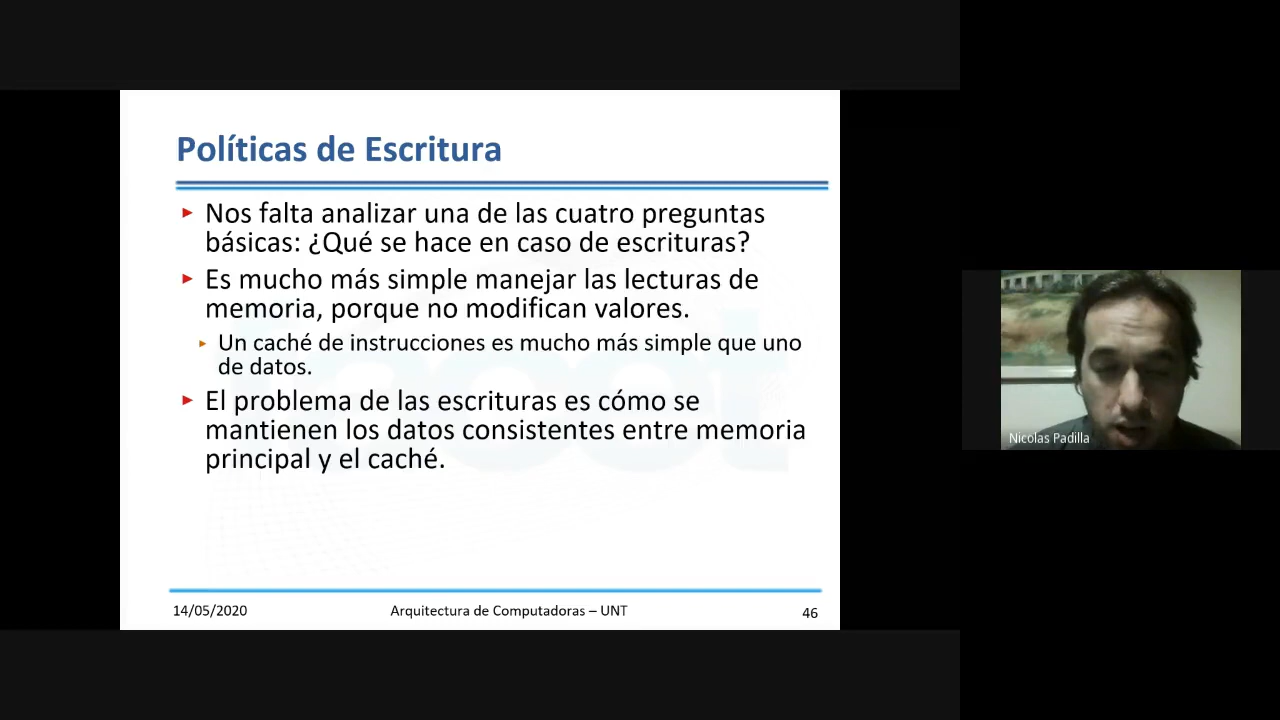 Políticas de Escritura
Nos falta analizar una de las cuatro preguntas
básicas: ¿Qué se hace en caso de escrituras?
Es mucho más simple manejar las lecturas de
memoria, porque no modifican valores.
Un caché de instrucciones es mucho más simple que uno
de datos.
El problema de las escrituras es cómo se
mantienen los datos consistentes entre memoria
principal y el caché.
14/05/2020
Arquitectura de Computadoras – UNT
46
Nicolas Padilla